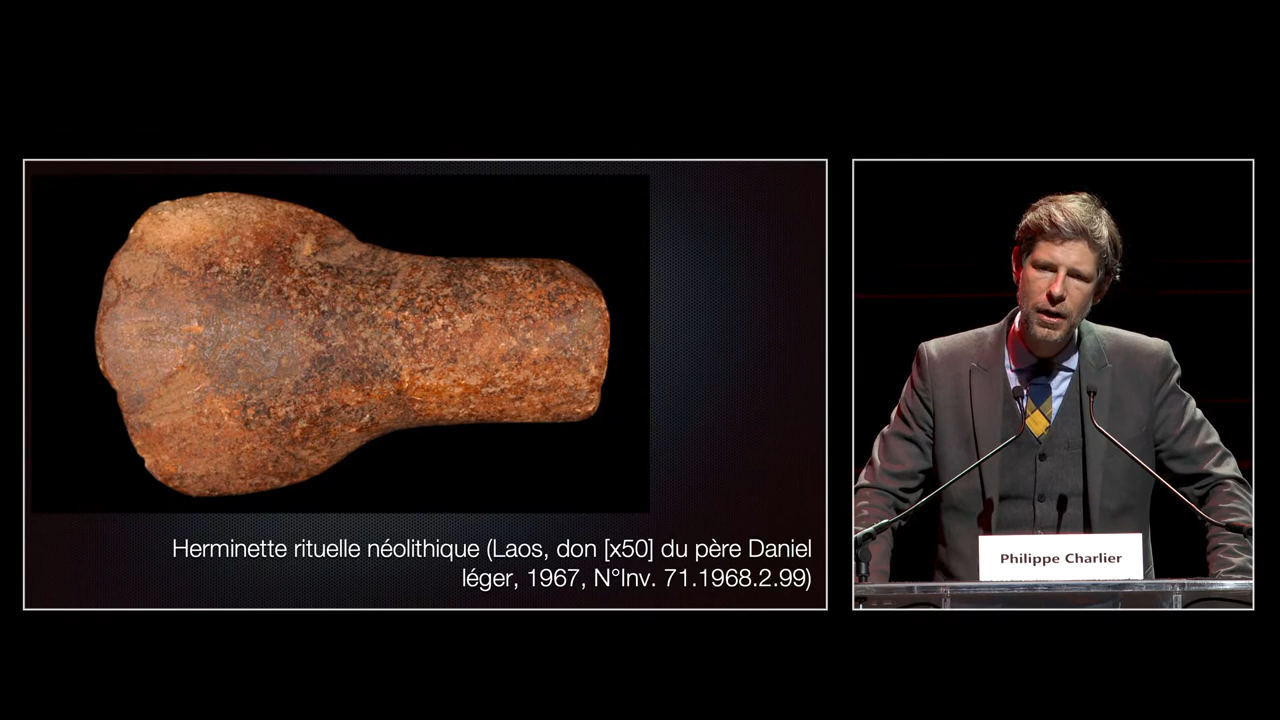 Herminette rituelle néolithique (Laos, don [x50] du père Daniel
léger, 1967, N°Inv. 71.1968.2.99)
Philippe Charlier